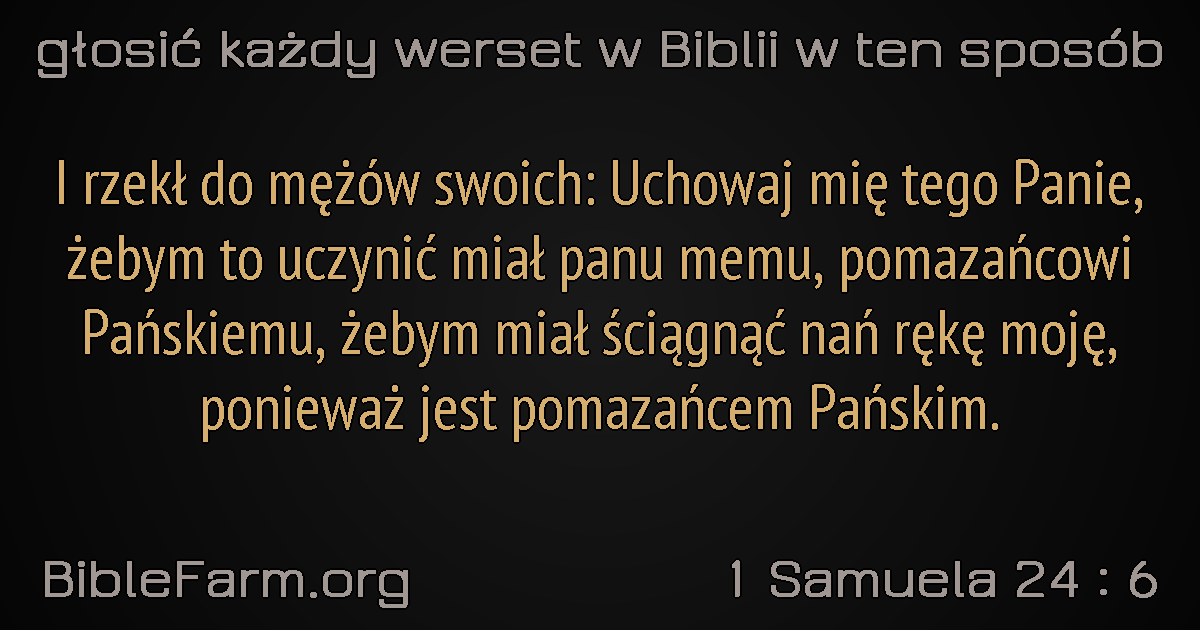 głosić każdy werset w Biblii w ten sposób
I rzekł do mężów swoich: Uchowaj mię tego Panie,
żebym to uczynić miał panu memu, pomazańcowi
Pańskiemu, żebym miał ściągnąć nań rękę moję,
ponieważ jest pomazańcem Pańskim.
BibleFarm.org
1 Samuela 24 : 6